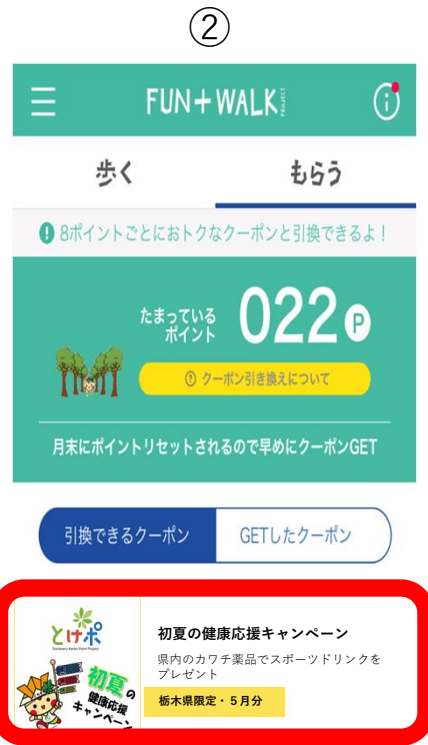 ②
FUN+WALK PROJECT
歩く
もらう
8ポイントごとにおトクなクーポンと引換できるよ！
たまっている
ポイント
022 P
クーポン引き換えについて
月末にポイントリセットされるので早めにクーポンGET
引換できるクーポン
GETしたクーポン
とけポ
Tochimaru Kenko Point Project
初夏の
健康応援
キャンペーン
初夏の健康応援キャンペーン
県内のカワチ薬品でスポーツドリンクを
プレゼント
栃木県限定・５月分